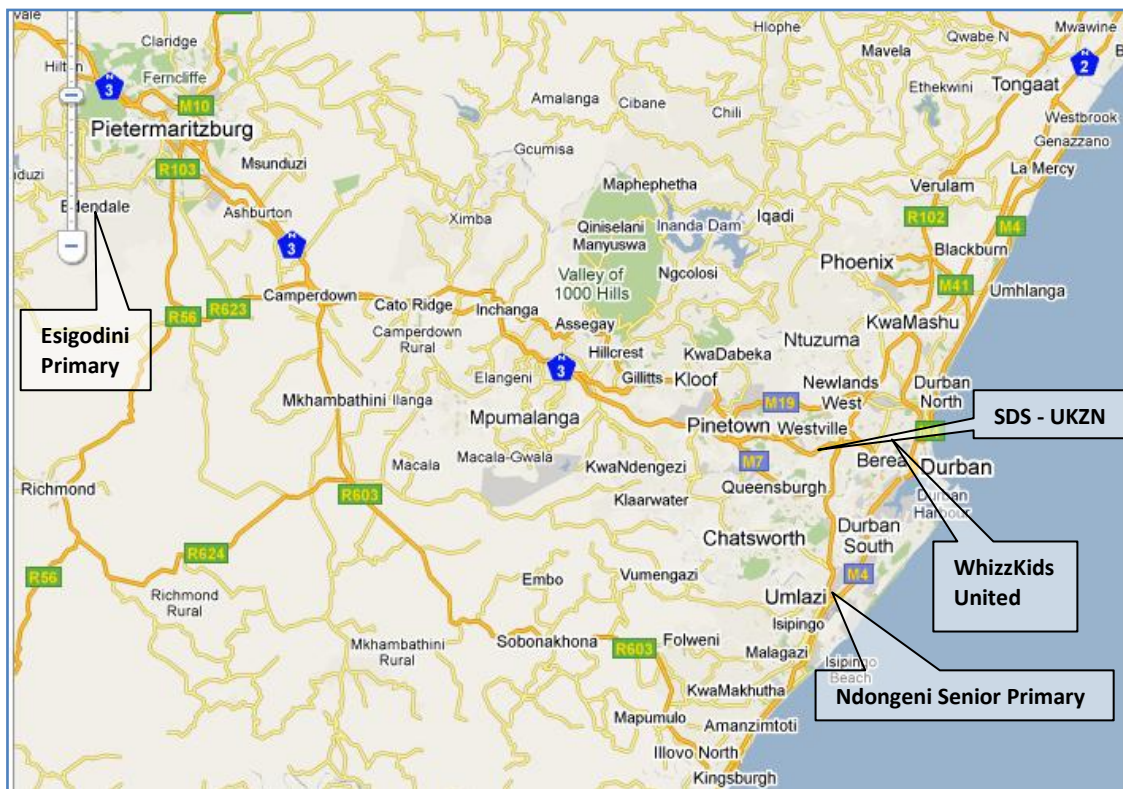 vale
Claridge
Hilton
Ferncliffe
N
3
M10
Pietermaritzburg
R103
Msunduzi
nduzi
Edendale
Ashburton
N
3
Esigodini
Primary
R56
R623
Camperdown
Cato Ridge
Inchanga
Camperdown
Rural
Ximba
Gcumisa
Amalanga
Cibane
Chili
Hlophe
Mavela
Qwabe N
Mwawine
N
2
B
Ethekwini
Tongaat
Westbrook
Genazzano
La Mercy
Maphephetha
Verulam
Qiniselani
Manyuswa
Inanda Dam
Iqadi
R102
M4
Blackburn
Valley of
1000 Hills
Ngcolosi
Phoenix
M41
Umhlanga
Assegay
KwaMashu
Ntuzuma
Hillcrest
KwaDabeka
N
3
Elangeni
Gillitts
Kloof
Newlands
West
Durban
North
Mkhambathini
Ilanga
Mpumalanga
M19
Pinetown
Westville
SDS - UKZN
Macala
Macala-Gwala
KwaNdengezi
M7
Berea
Durban
Queensburgh
Durban
Harbour
Richmond
R603
Klaarwater
Chatsworth
Durban
South
R624
WhizzKids
United
R56
Richmond
Rural
Embo
Vumengazi
M4
Umlazi
Isipingo
Mkhambathini
Rural
Sobonakhona
R603
Folweni
Malagazi
Isipingo
Beach
Ndongeni Senior Primary
KwaMakhutha
Mapumulo
Amanzimtoti
Illovo North
Kingsburgh